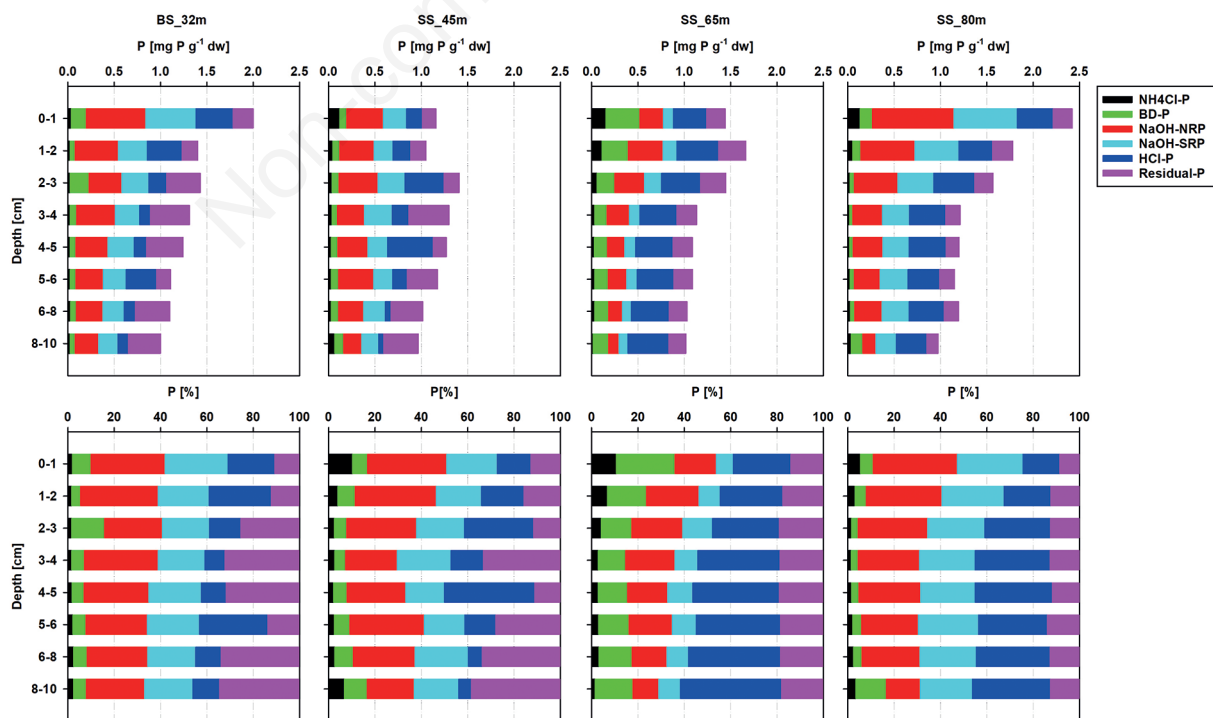 BS_32m SS_45m SS_65m SS_80m
P [mg P g-1 dw] P [mg P g-1 dw] P [mg P g-1 dw] P [mg P g-1 dw]
0.0 0.5 1.0 1.5 2.0 2.5 0.0 0.5 1.0 1.5 2.0 2.5 0.0 0.5 1.0 1.5 2.0 2.5 0.0 0.5 1.0 1.5 2.0 2.5
NH4Cl-P
BD-P
NaOH-NRP
NaOH-SRP
HCl-P
Residual-P
Depth [cm]
0-1
1-2
2-3
3-4
4-5
5-6
6-8
8-10
P [%] P[%] P [%] P [%]
0 20 40 60 80 100 0 20 40 60 80 100 0 20 40 60 80 100 0 20 40 60 80 100
Depth [cm]
0-1
1-2
2-3
3-4
4-5
5-6
6-8
8-10
Non-com